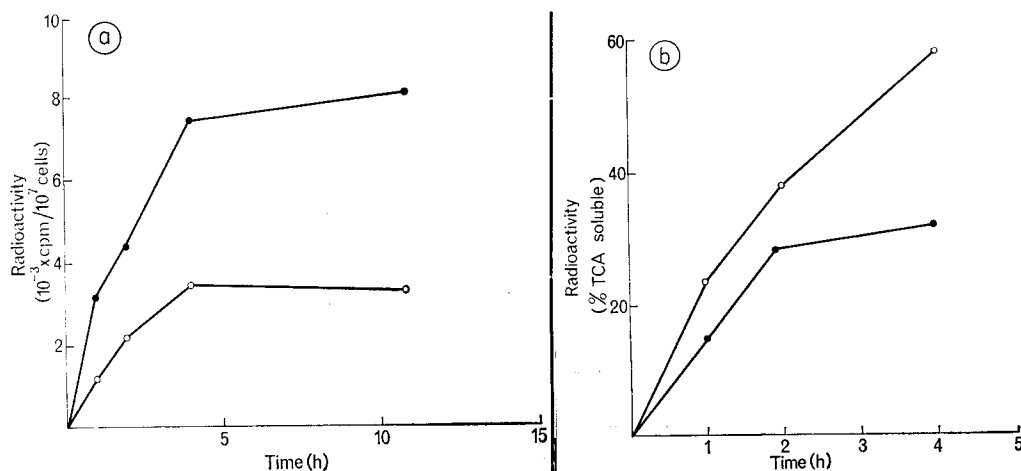 a
10
8
6
4
2
5
10
15
Radioactivity
(10⁻³ x cpm/10⁷ cells)
Time (h)
b
60
40
20
1
2
3
4
5
Radioactivity
(% TCA soluble)
Time (h)